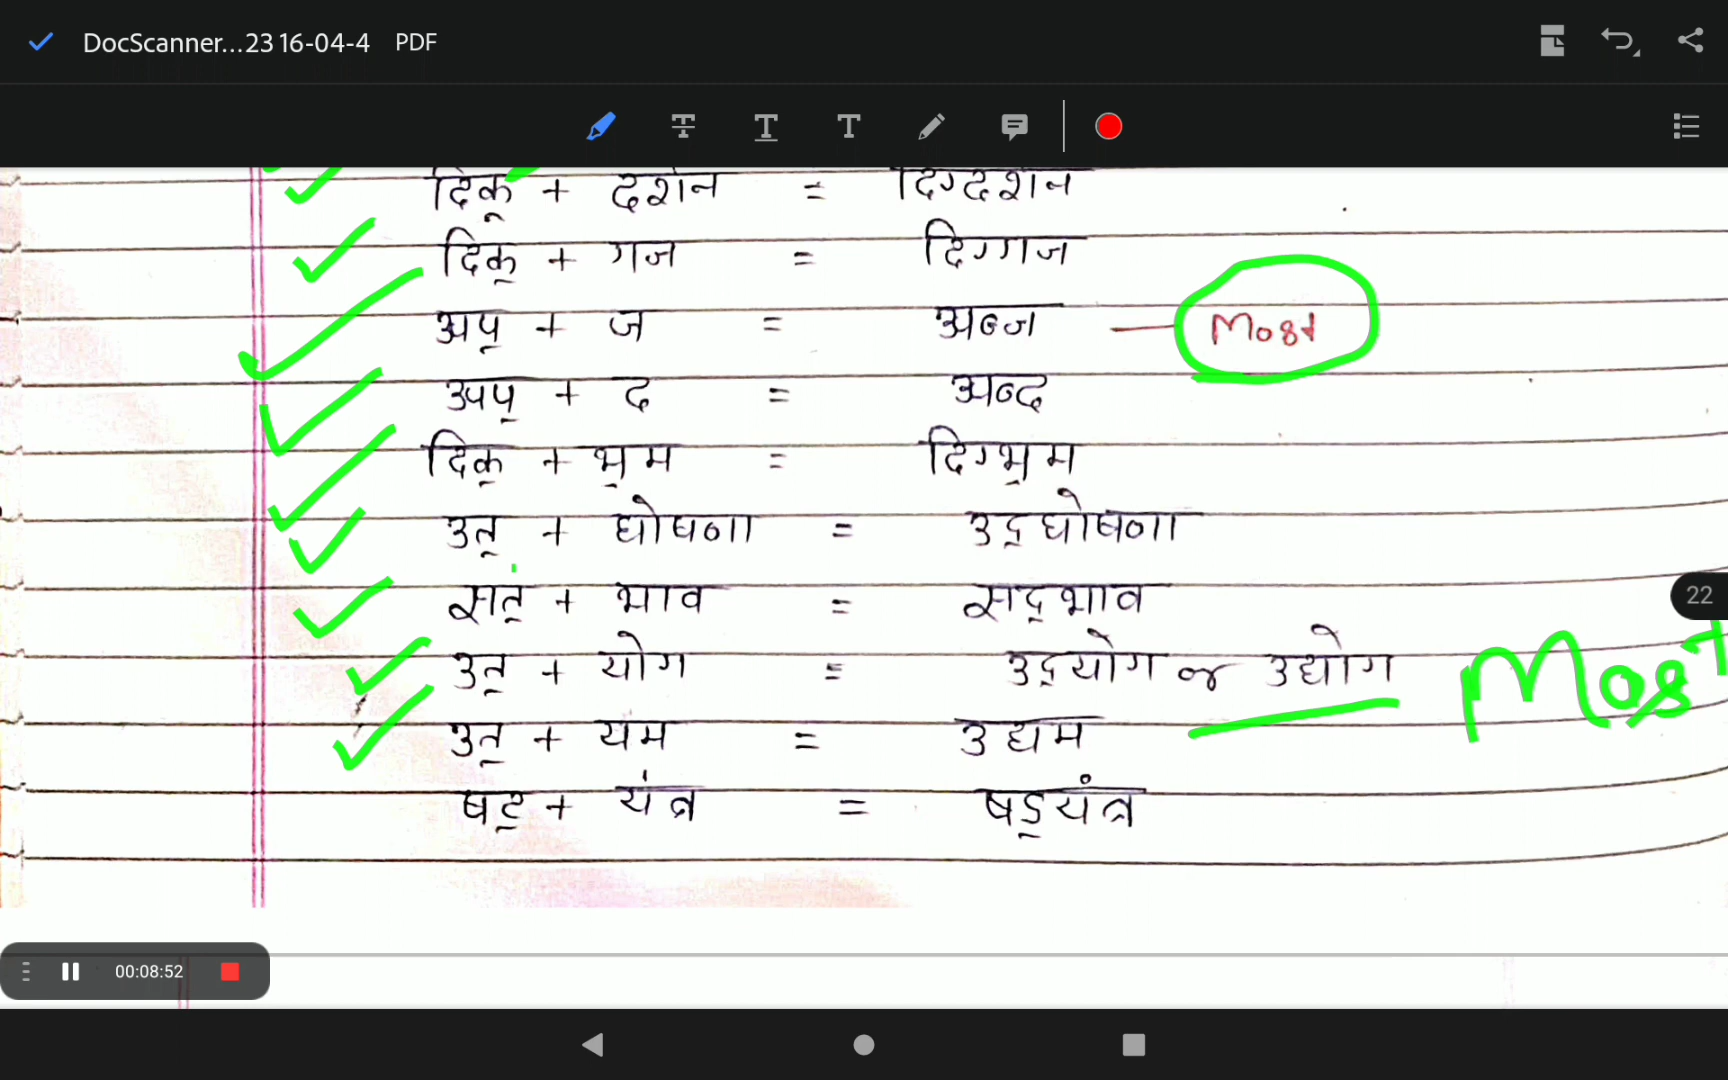 DocScanner...23 16-04-4 PDF
दिक् + दर्शन = दिग्दर्शन
दिक् + गज = दिग्गज
अप् + ज = अब्ज — Most
अप् + द = अब्द
दिक् + भ्रम = दिग्भ्रम
उत् + घोषणा = उद्घोषणा
सत् + भाव = सद्भाव
22
उत् + योग = उद्योग or उद्योग Most
उत् + यम = उद्यम
षट् + यंत्र = षड्यंत्र
00:08:52